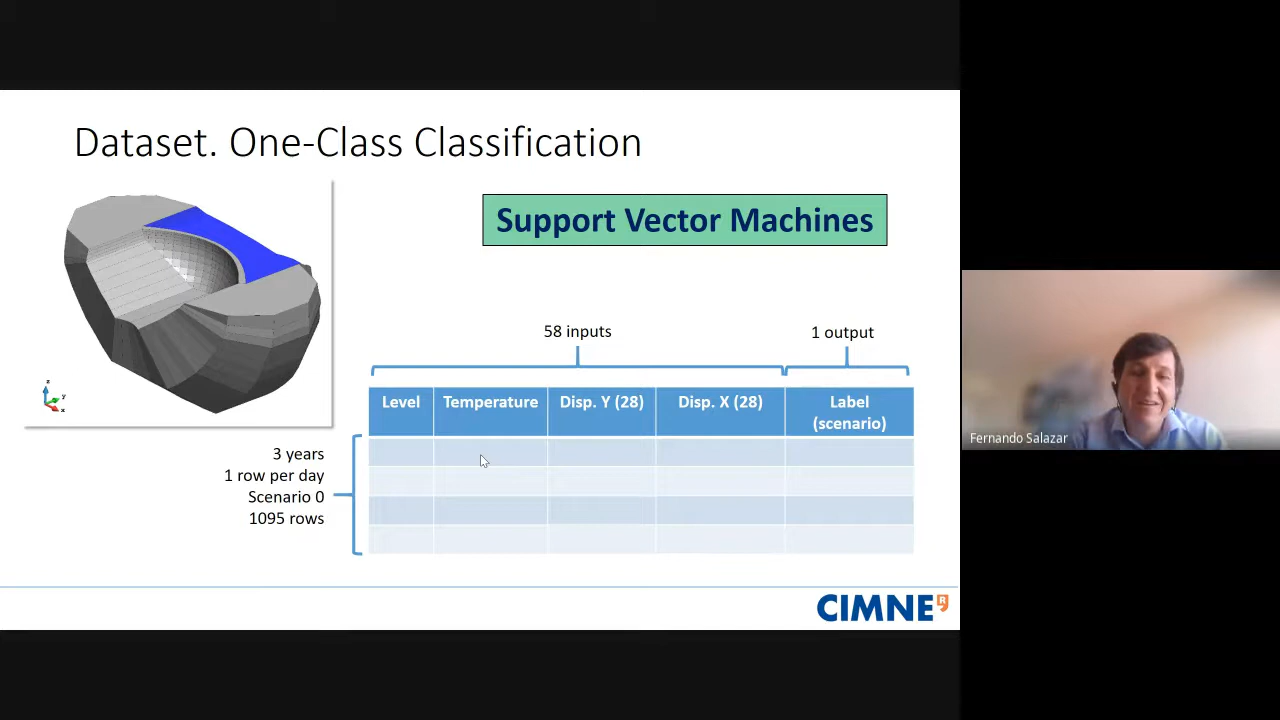 Dataset. One-Class Classification
Support Vector Machines
58 inputs
1 output
Level
Temperature
Disp. Y (28)
Disp. X (28)
Label
(scenario)
3 years
1 row per day
Scenario 0
1095 rows
z
y
x
CIMNE
R
Fernando Salazar